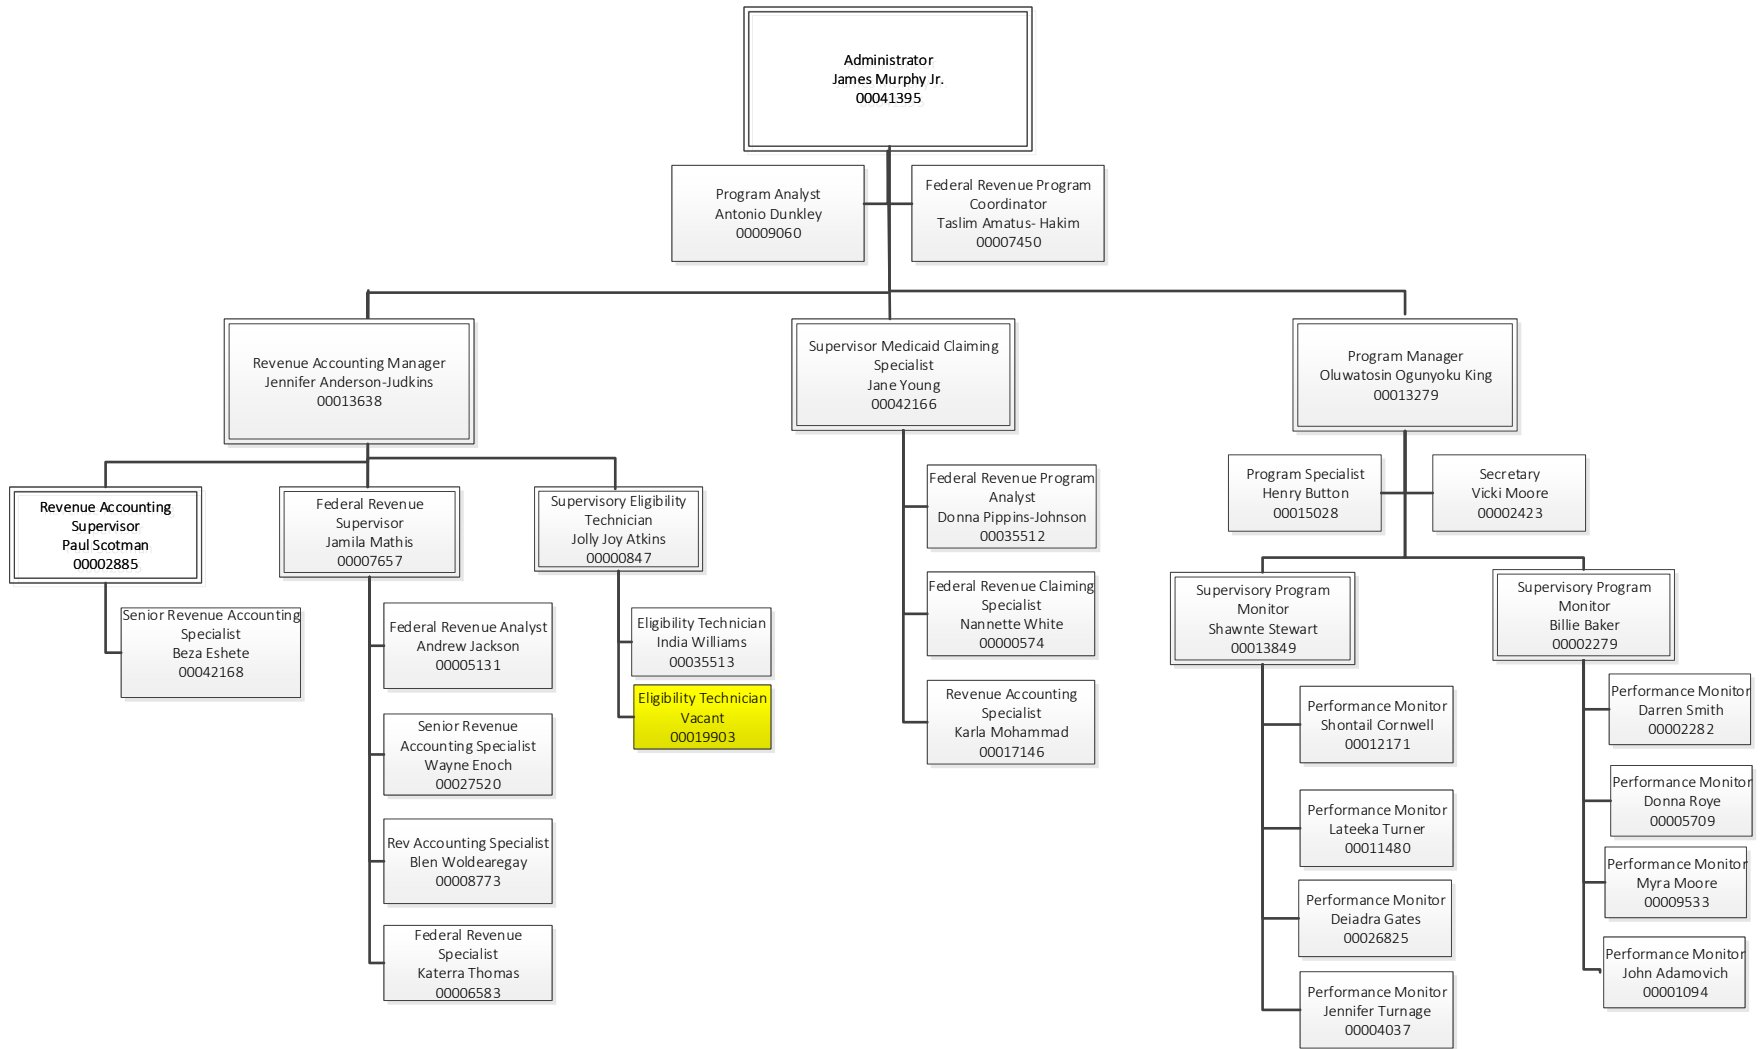 Administrator
James Murphy Jr.
00041395
Program Analyst
Antonio Dunkley
00009060
Federal Revenue Program
Coordinator
Taslim Amatus- Hakim
00007450
Revenue Accounting Manager
Jennifer Anderson-Judkins
00013638
Supervisor Medicaid Claiming
Specialist
Jane Young
00042166
Program Manager
Oluwatosin Ogunyoku King
00013279
Revenue Accounting
Supervisor
Paul Scotman
00002885
Senior Revenue Accounting
Specialist
Beza Eshete
00042168
Federal Revenue
Supervisor
Jamila Mathis
00007657
Federal Revenue Analyst
Andrew Jackson
00005131
Senior Revenue
Accounting Specialist
Wayne Enoch
00027520
Rev Accounting Specialist
Blen Woldearegay
00008773
Federal Revenue
Specialist
Katerra Thomas
00006583
Supervisory Eligibility
Technician
Jolly Joy Atkins
00000847
Eligibility Technician
India Williams
00035513
Eligibility Technician
Vacant
00019903
Federal Revenue Program
Analyst
Donna Pippins-Johnson
00035512
Federal Revenue Claiming
Specialist
Nannette White
00000574
Revenue Accounting
Specialist
Karla Mohammad
00017146
Program Specialist
Henry Button
00015028
Secretary
Vicki Moore
00002423
Supervisory Program
Monitor
Shawnte Stewart
00013849
Performance Monitor
Shontail Cornwell
00012171
Performance Monitor
Lateeka Turner
00011480
Performance Monitor
Deiadra Gates
00026825
Performance Monitor
Jennifer Turnage
00004037
Supervisory Program
Monitor
Billie Baker
00002279
Performance Monitor
Darren Smith
00002282
Performance Monitor
Donna Roye
00005709
Performance Monitor
Myra Moore
00009533
Performance Monitor
John Adamovich
00001094